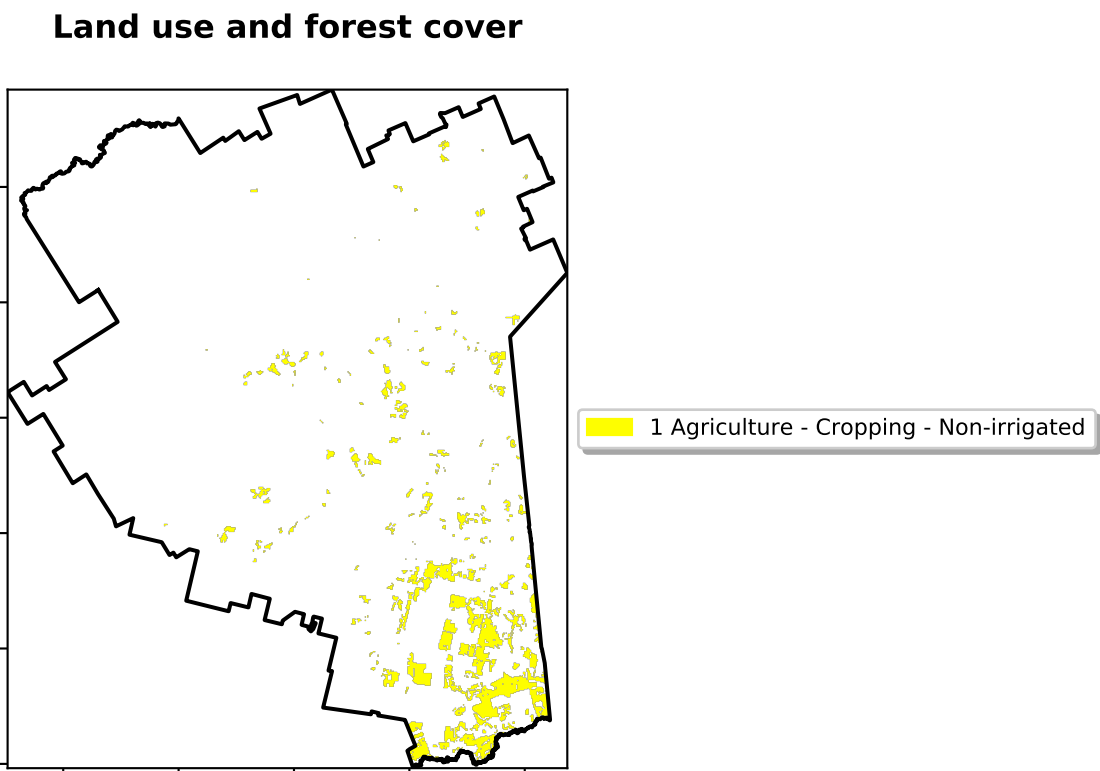 Land use and forest cover
1 Agriculture - Cropping - Non-irrigated